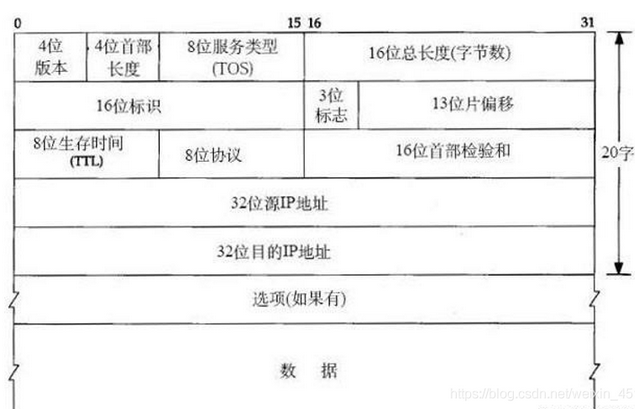 0 15 16 31
4位 4位首部 8位服务类型 16位总长度(字节数)
版本 长度 (TOS)
16位标识 3位 13位片偏移
标志
8位生存时间 8位协议 16位首部检验和
(TTL)
20字
32位源IP地址
32位目的IP地址
选项(如果有)
数 据
https://blog.csdn.net/weixin_45